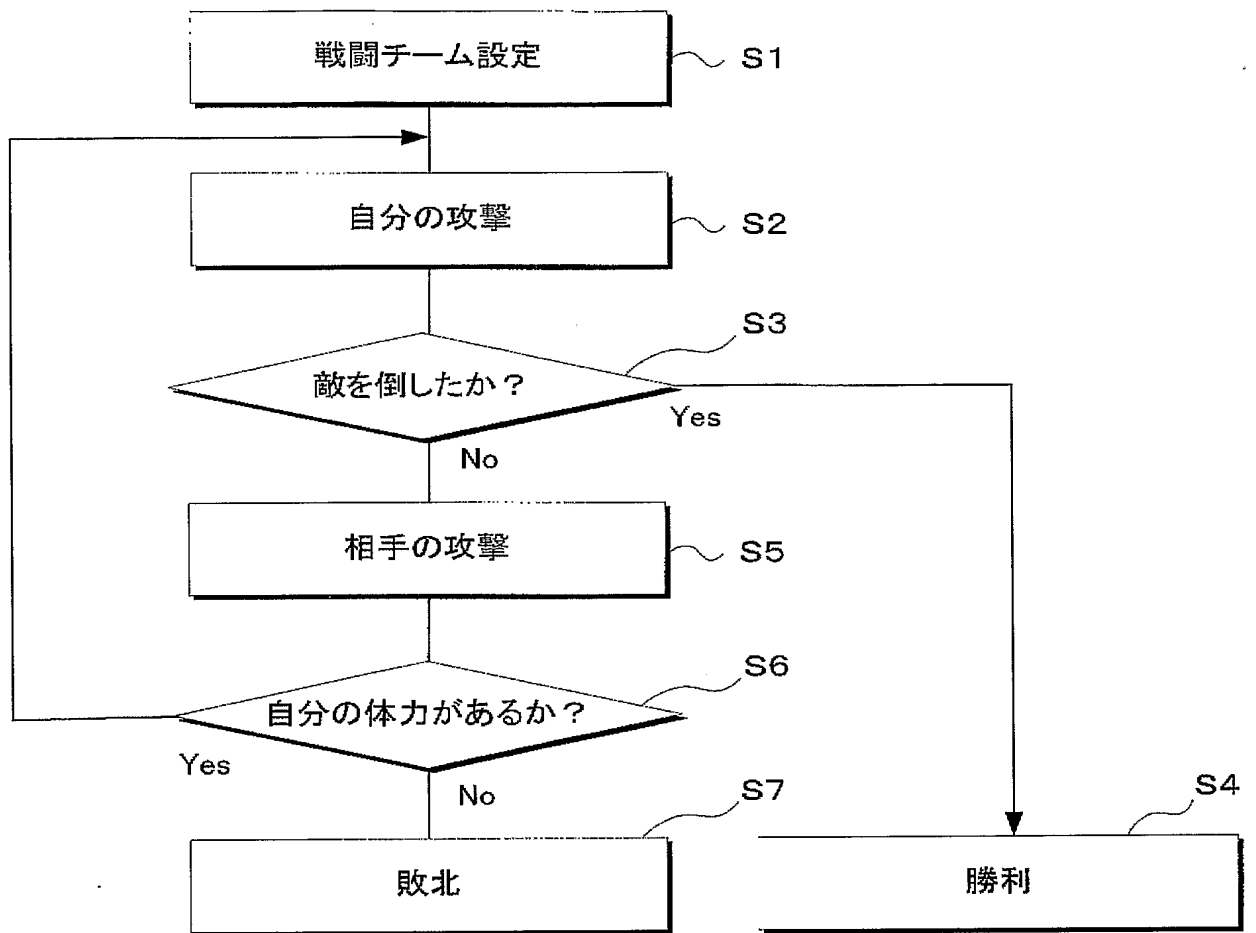 戦闘チーム設定
S1
自分の攻撃
S2
S3
敵を倒したか?
Yes
No
相手の攻撃
S5
S6
自分の体力があるか?
Yes
No
S7
S4
敗北
勝利